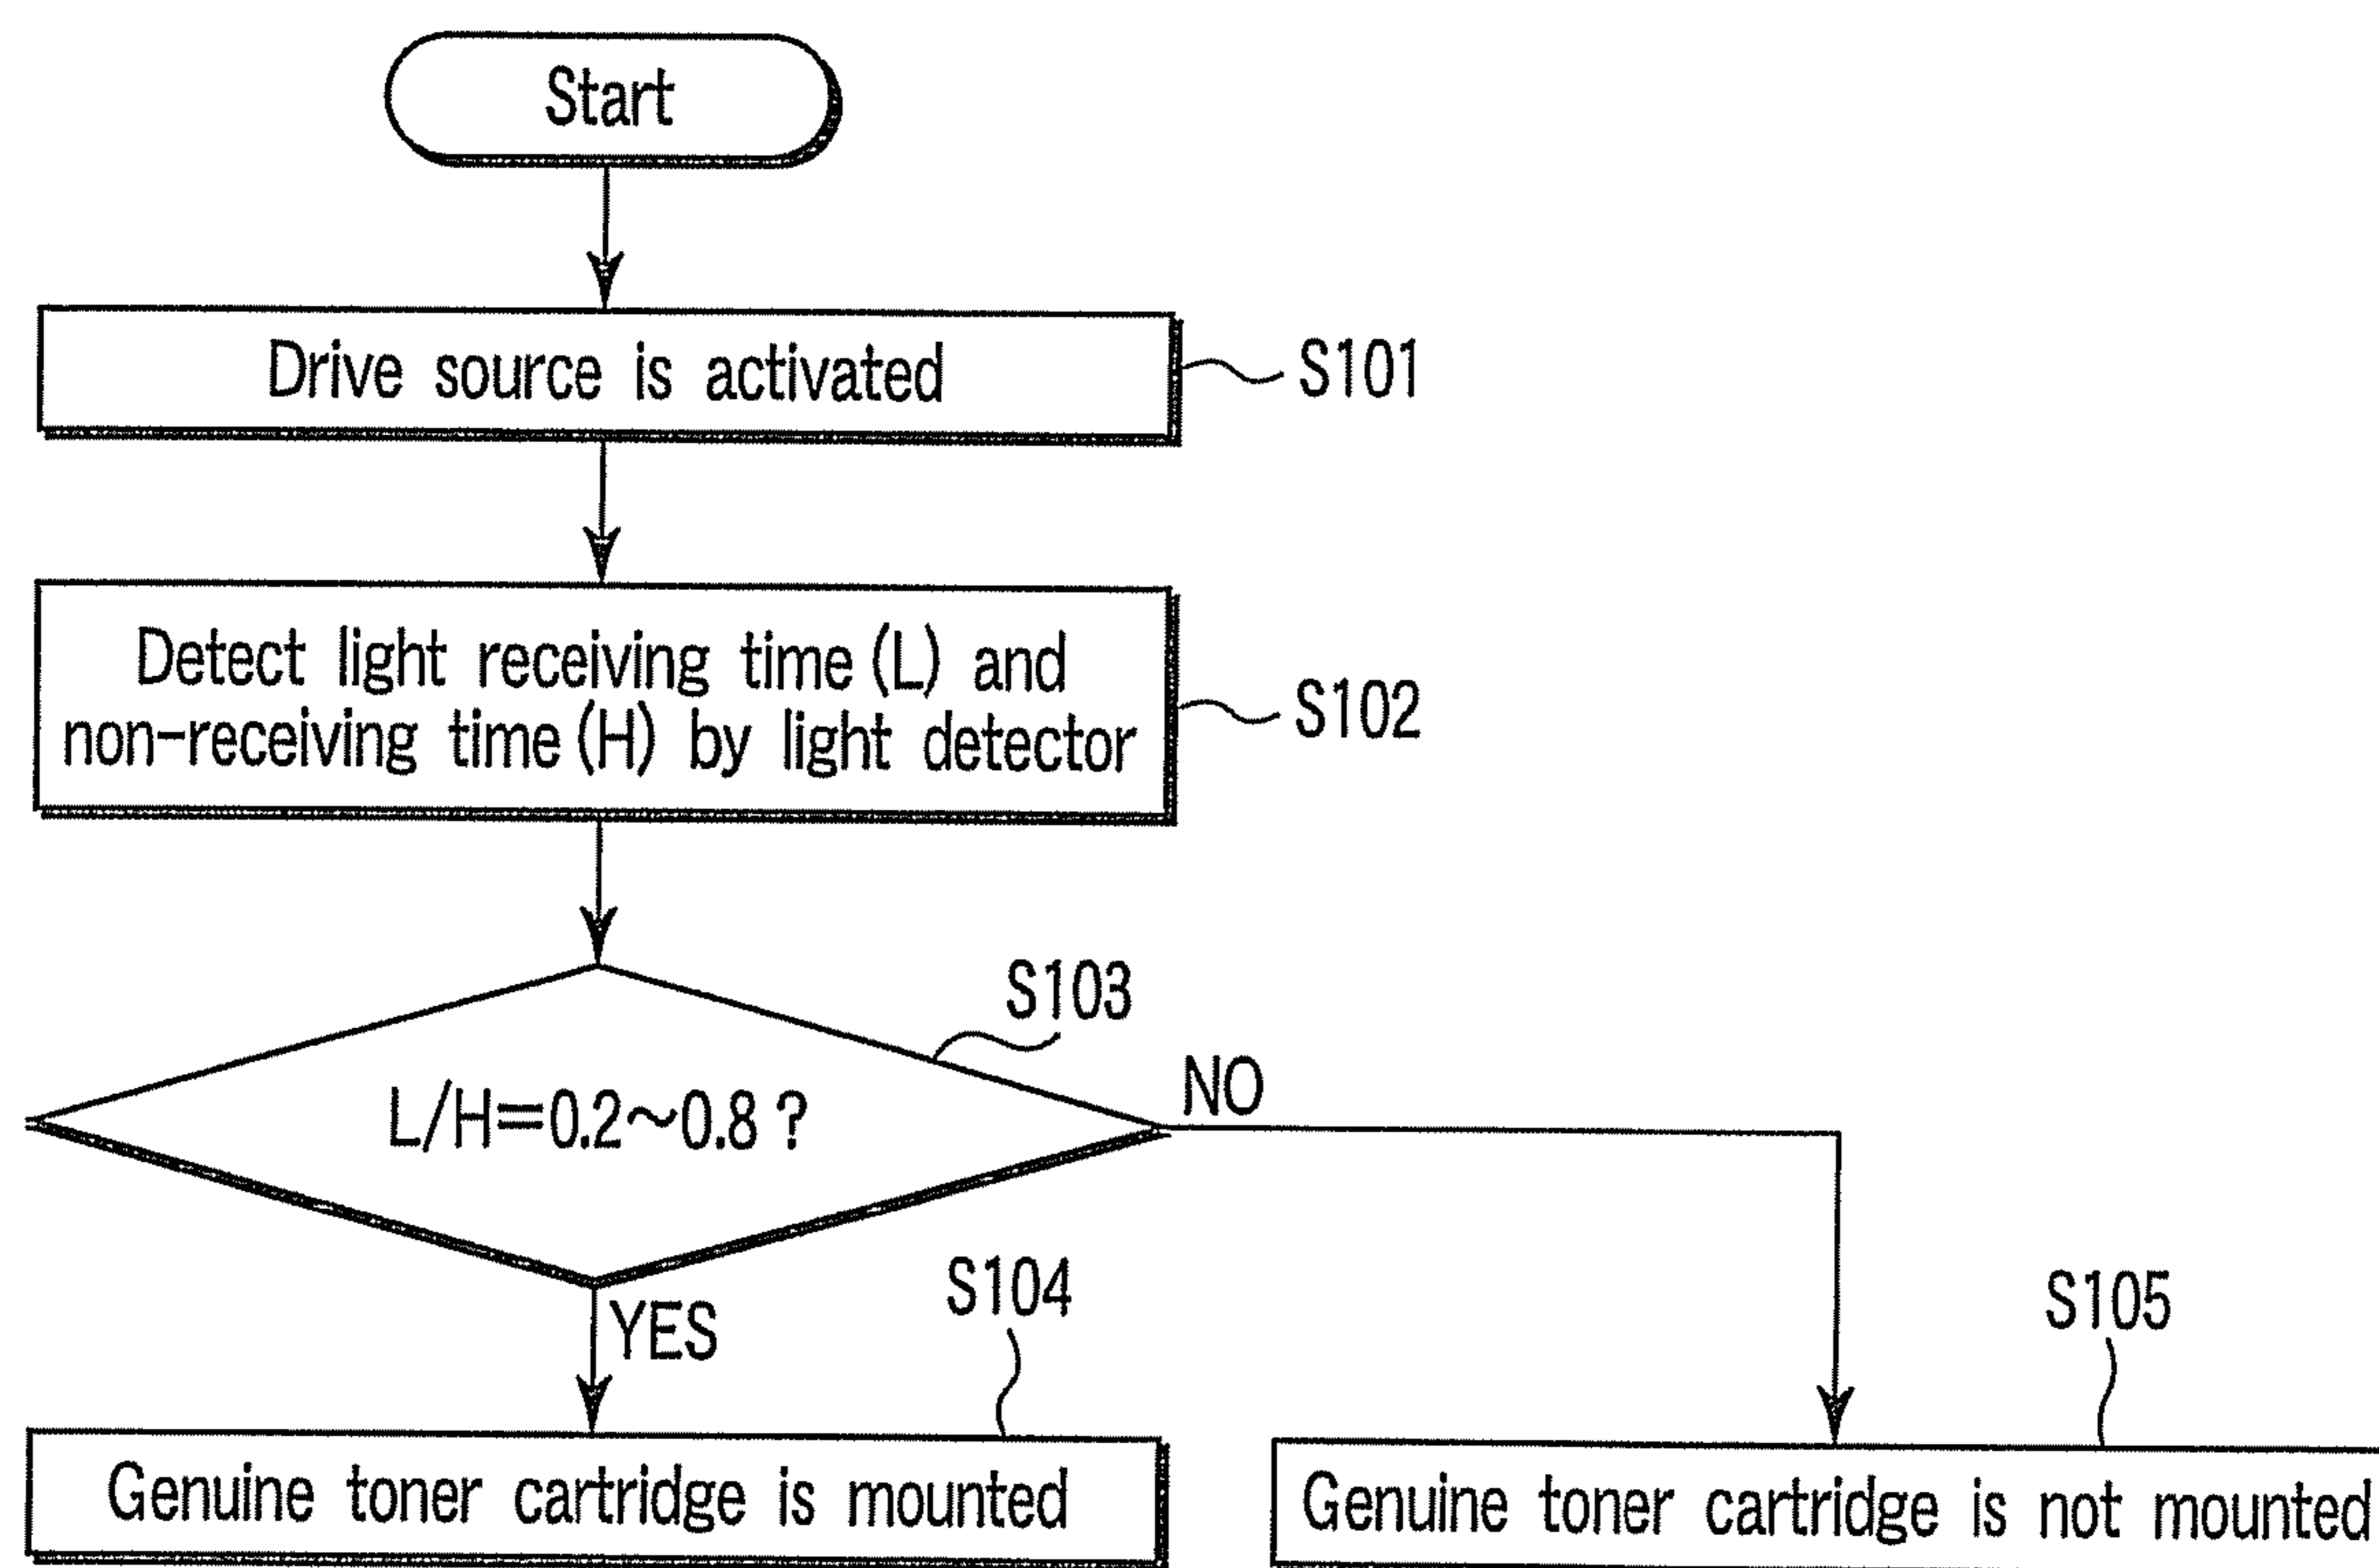 Start
Drive source is activated
S101
Detect light receiving time (L) and
non-receiving time (H) by light detector
S102
S103
L/H=0.2~0.8 ?
NO
YES
S104
S105
Genuine toner cartridge is mounted
Genuine toner cartridge is not mounted